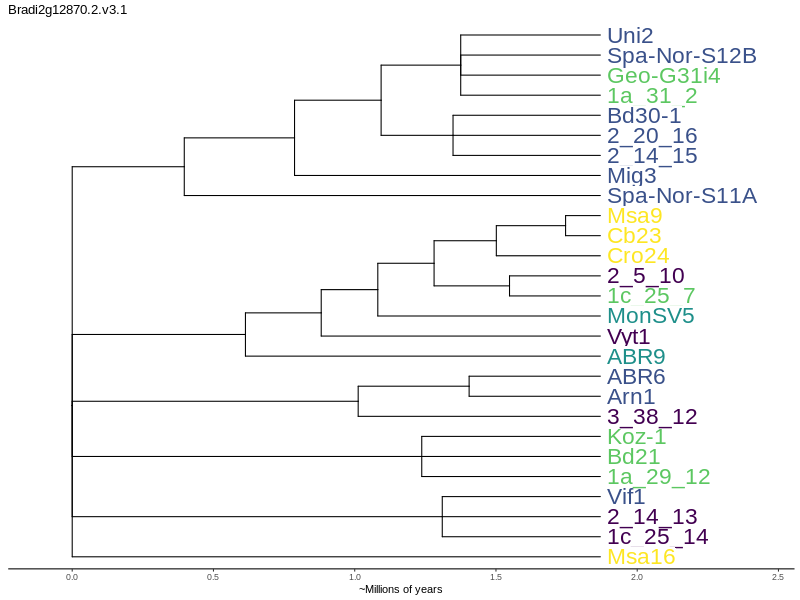 Bradi2g12870.2.v3.1
Uni2
Spa-Nor-S12B
Geo-G31i4
1a_31_2
Bd30-1
2_20_16
2_14_15
Mig3
Spa-Nor-S11A
Msa9
Cb23
Cro24
2_5_10
1c_25_7
MonSV5
Vyt1
ABR9
ABR6
Arn1
3_38_12
Koz-1
Bd21
1a_29_12
Vif1
2_14_13
1c_25_14
Msa16
0.0 0.5 1.0 1.5 2.0 2.5
~Millions of years